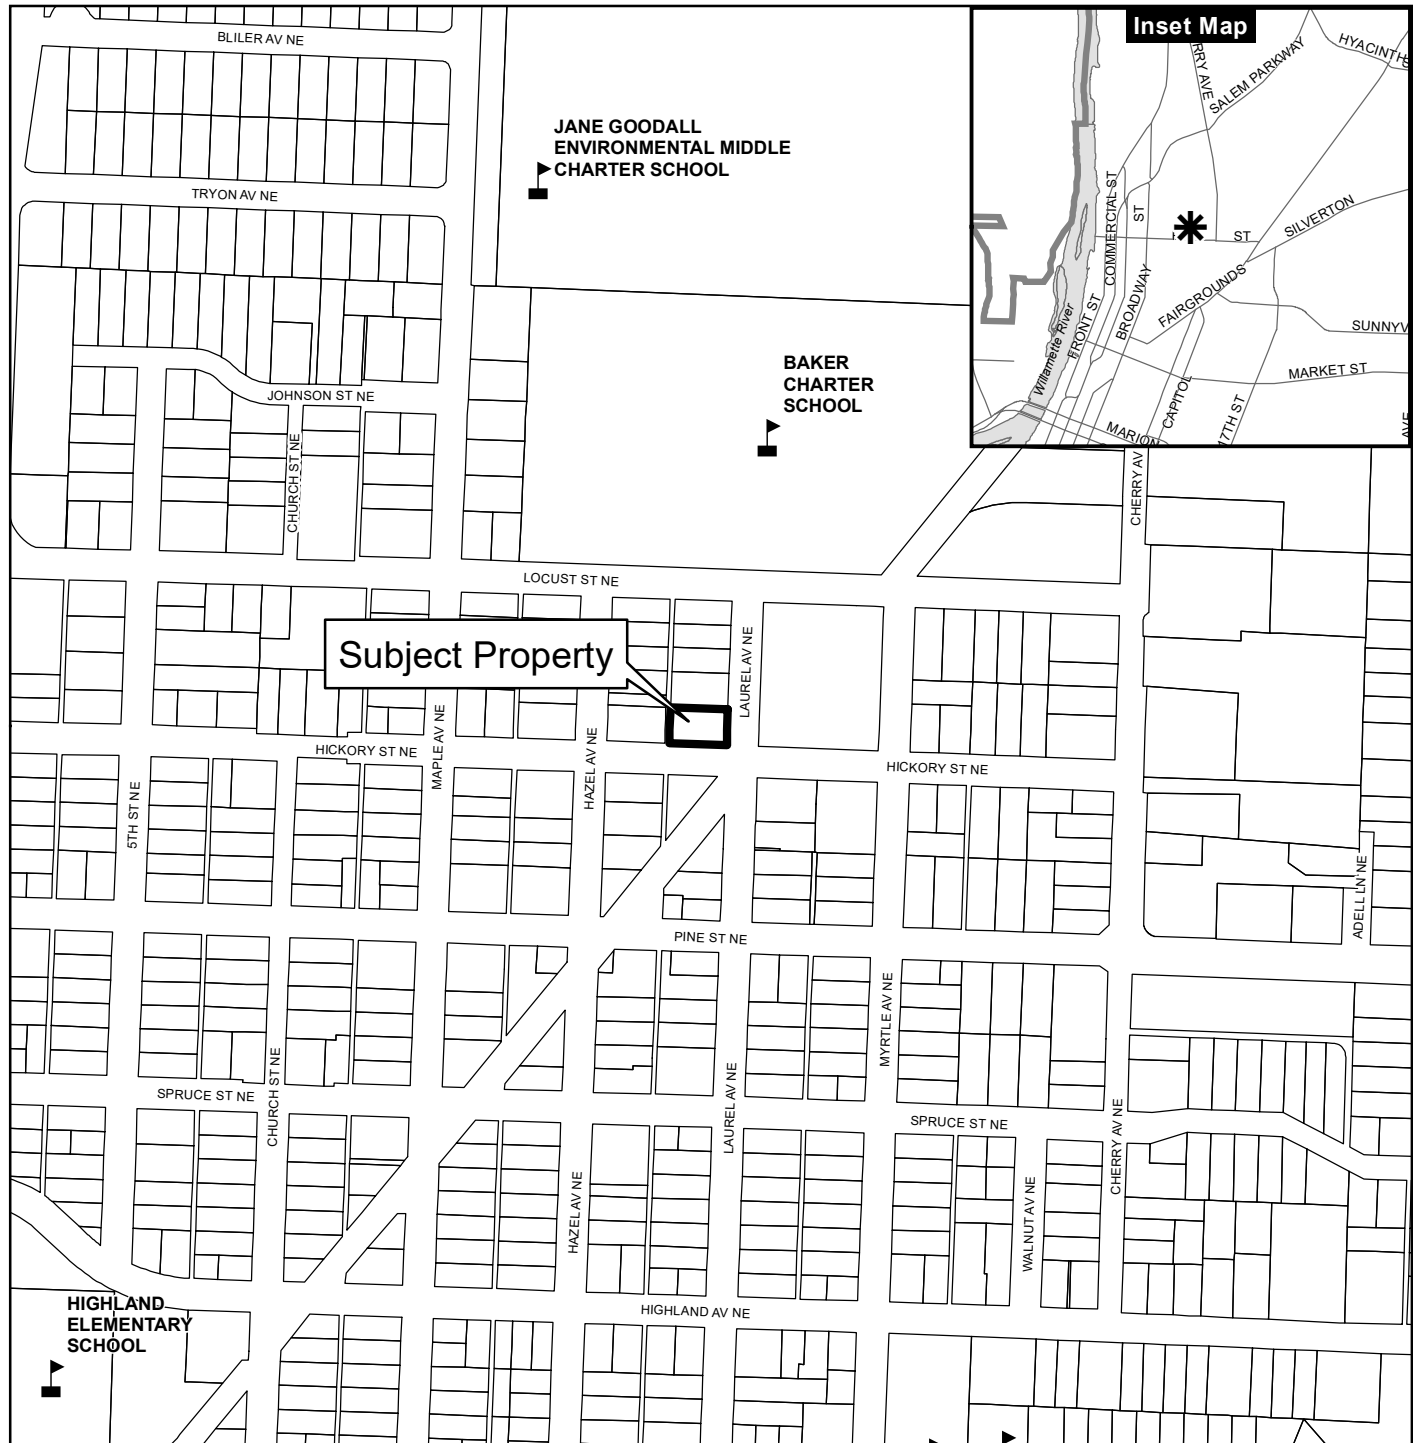 BLILER AV NE
Inset Map
HYACINTH
RRY AVE
SALEM PARKWAY
JANE GOODALL
ENVIRONMENTAL MIDDLE
CHARTER SCHOOL
TRYON AV NE
COMMERCIAL ST
ST
ST
SILVERTON
FAIRGROUNDS
BROADWAY
FRONT ST
Willamette River
SUNNYV
MARKET ST
CAPITOL
17TH ST
MARION
AVE
BAKER
CHARTER
SCHOOL
JOHNSON ST NE
CHURCH ST NE
CHERRY AV
LOCUST ST NE
Subject Property
LAUREL AV NE
MAPLE AV NE
HAZEL AV NE
HICKORY ST NE
HICKORY ST NE
5TH ST NE
ADELL LN NE
PINE ST NE
MYRTLE AV NE
SPRUCE ST NE
CHURCH ST NE
LAUREL AV NE
SPRUCE ST NE
CHERRY AV NE
HAZEL AV NE
WALNUT AV NE
HIGHLAND AV NE
HIGHLAND
ELEMENTARY
SCHOOL